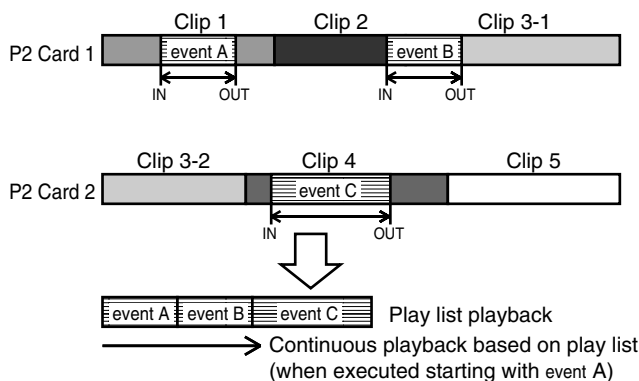 Clip 1 Clip 2 Clip 3-1
P2 Card 1 event A event B
IN OUT IN OUT
Clip 3-2 Clip 4 Clip 5
P2 Card 2 event C
IN OUT
event A event B event C Play list playback
Continuous playback based on play list
(when executed starting with event A)